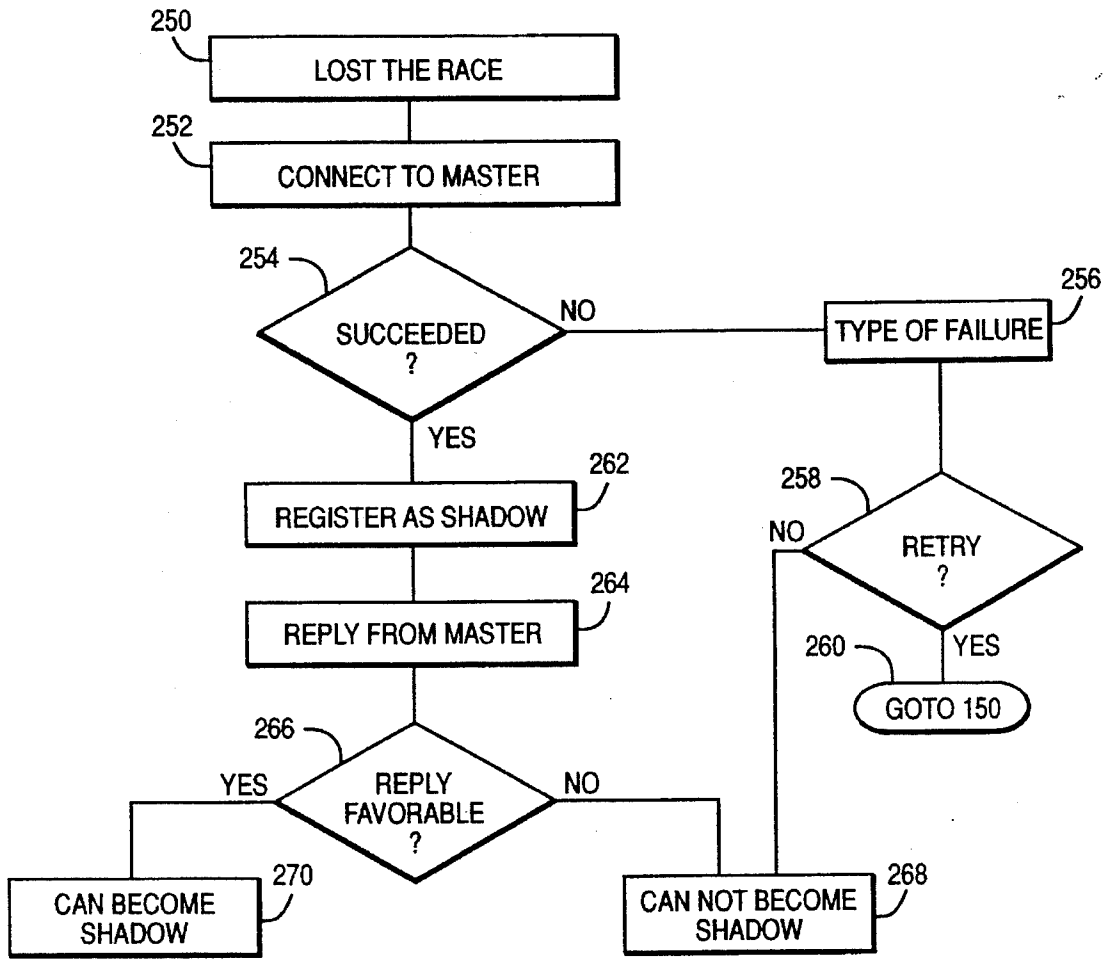 250
LOST THE RACE
252
CONNECT TO MASTER
254
SUCCEEDED
?
NO
256
TYPE OF FAILURE
YES
262
REGISTER AS SHADOW
258
NO
RETRY
?
264
REPLY FROM MASTER
YES
260
GOTO 150
266
YES
REPLY
FAVORABLE
?
NO
270
CAN BECOME
SHADOW
268
CAN NOT BECOME
SHADOW